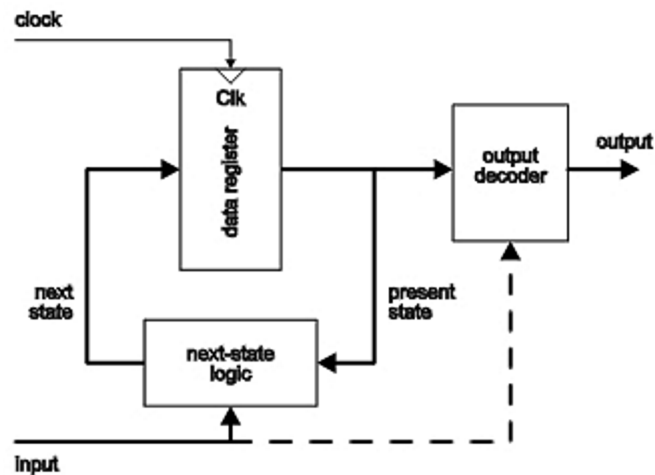 clock
Clk
data register
output
decoder
output
next
state
present
state
next-state
logic
input